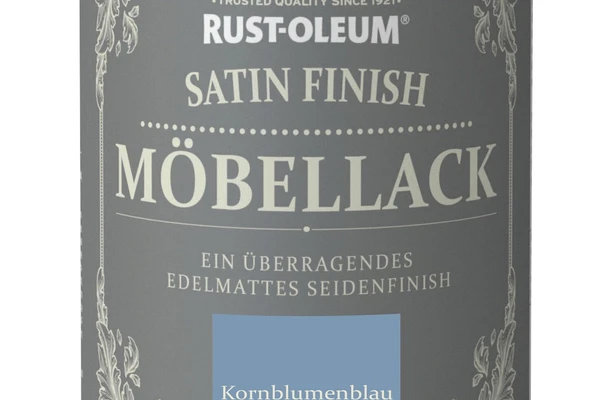 TRUSTED QUALITY SINCE 1921
RUST-OLEUM®
SATIN FINISH
MÖBELLACK
EIN ÜBERRAGENDES
EDELMATTES SEIDENFINISH
Kornblumenblau